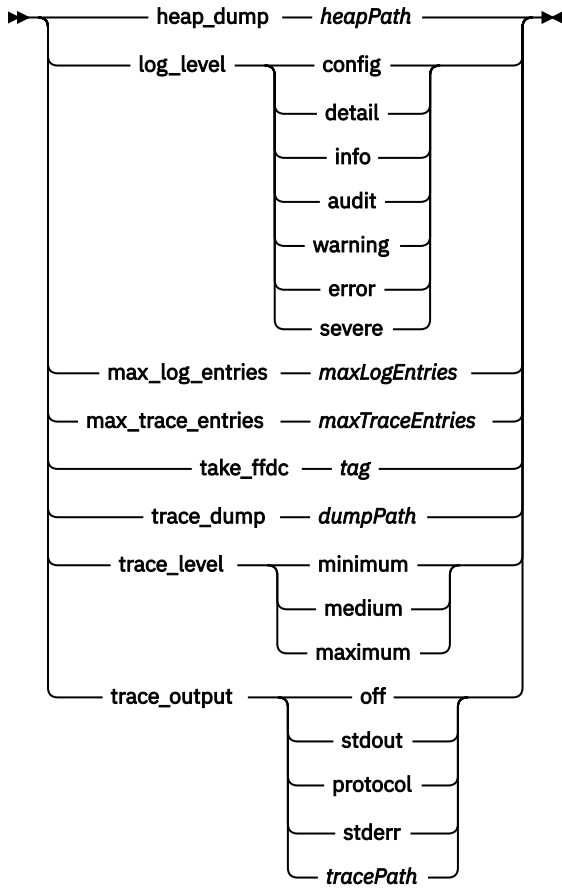 heap_dump heapPath
log_level config
detail
info
audit
warning
error
severe
max_log_entries maxLogEntries
max_trace_entries maxTraceEntries
take_ffdc tag
trace_dump dumpPath
trace_level minimum
medium
maximum
trace_output off
stdout
protocol
stderr
tracePath